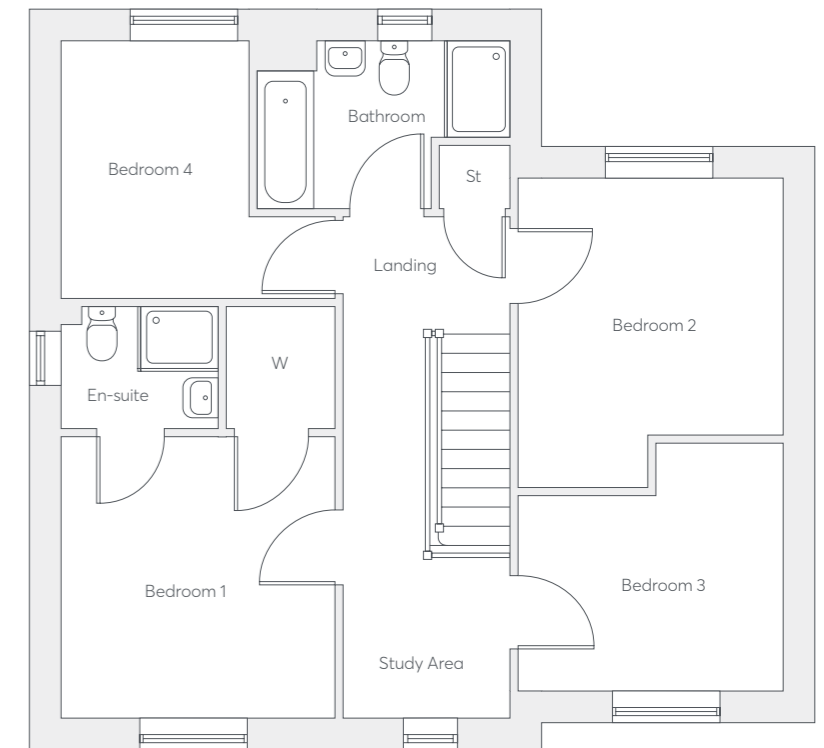 Bathroom
Bedroom 4
St
Landing
Bedroom 2
W
En-suite
Bedroom 1
Bedroom 3
Study Area